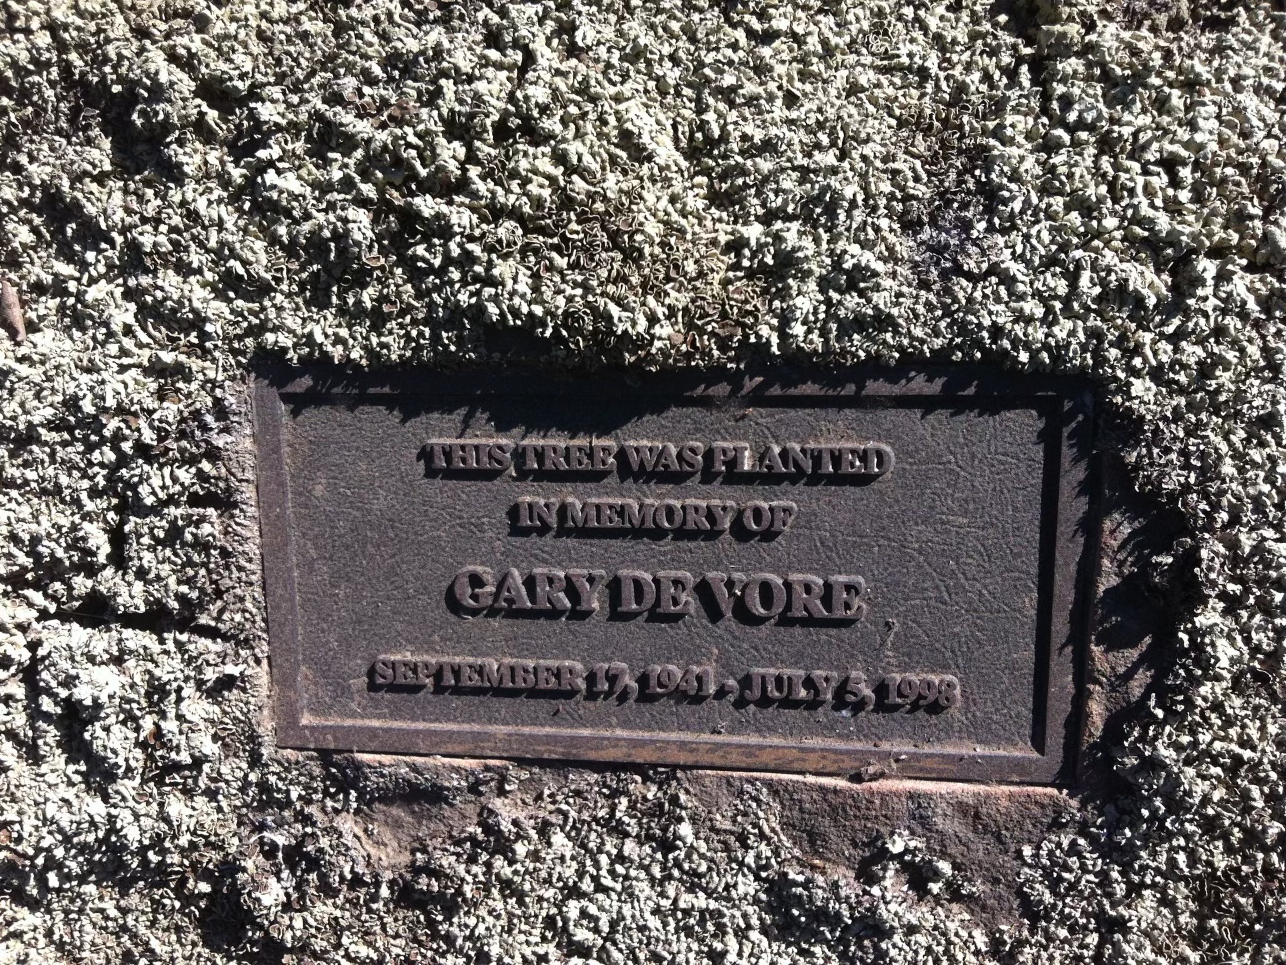 THIS TREE WAS PLANTED
IN MEMORY OF
GARY DE VORE
SEPTEMBER 17, 1941 - JULY 5, 1998